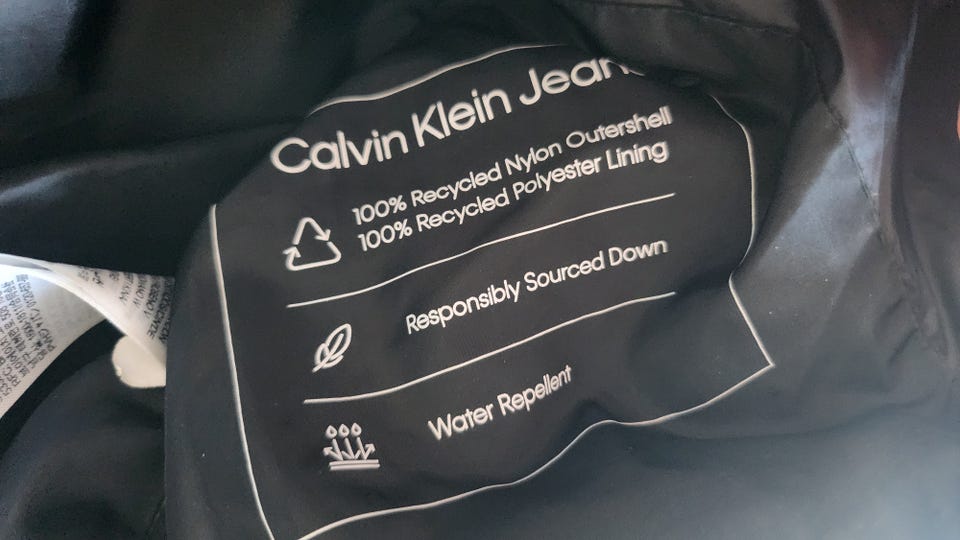 Calvin Klein Jeans
100% Recycled Nylon Outershell
100% Recycled Polyester Lining
Responsibly Sourced Down
Water Repellent